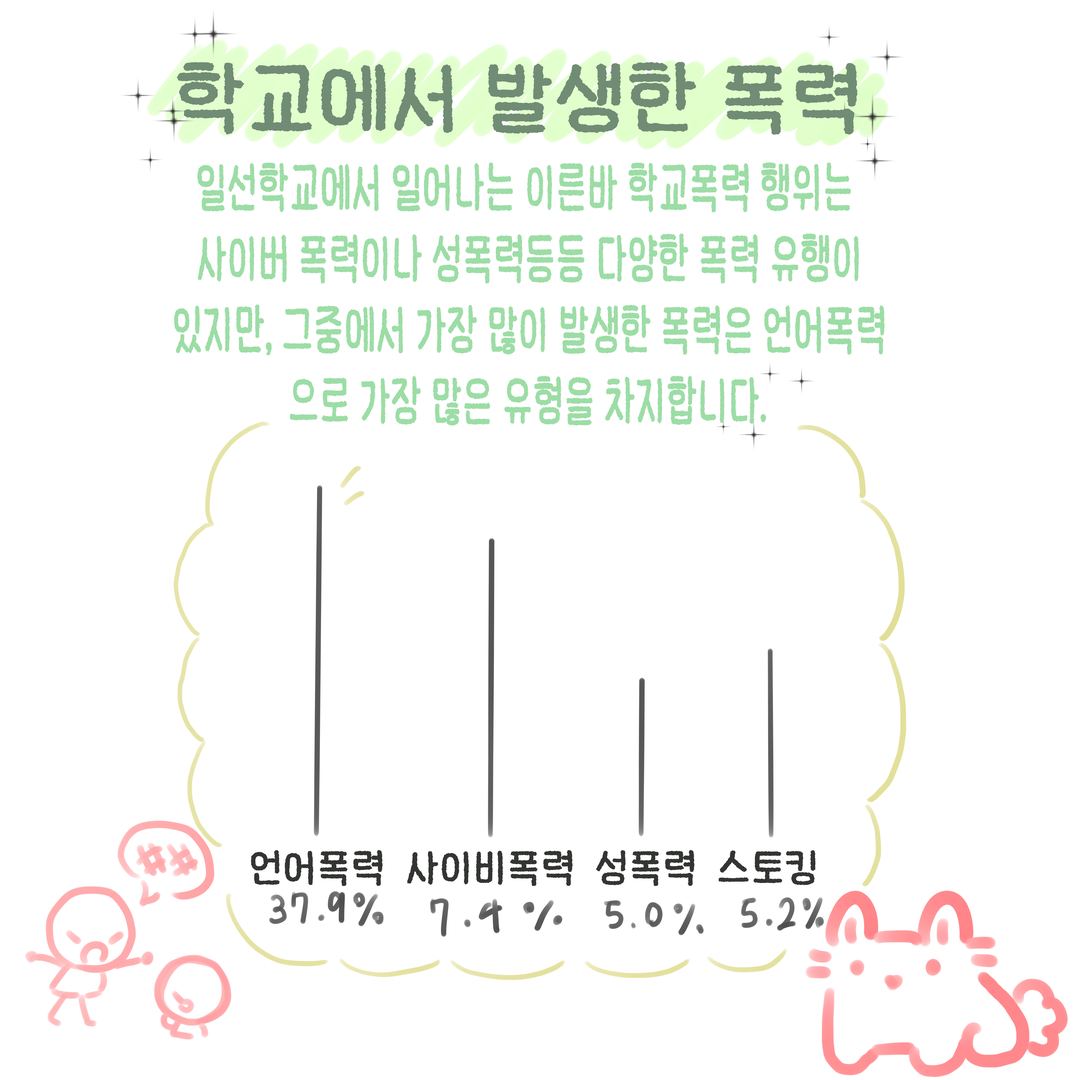 학교에서 발생한 폭력
일선학교에서 일어나는 이른바 학교폭력 행위는
사이버 폭력이나 성폭력등등 다양한 폭력 유행이
있지만, 그중에서 가장 많이 발생한 폭력은 언어폭력
으로 가장 많은 유형을 차지합니다.
언어폭력 사이비폭력 성폭력 스토킹
37.9% 7.4% 5.0% 5.2%
##